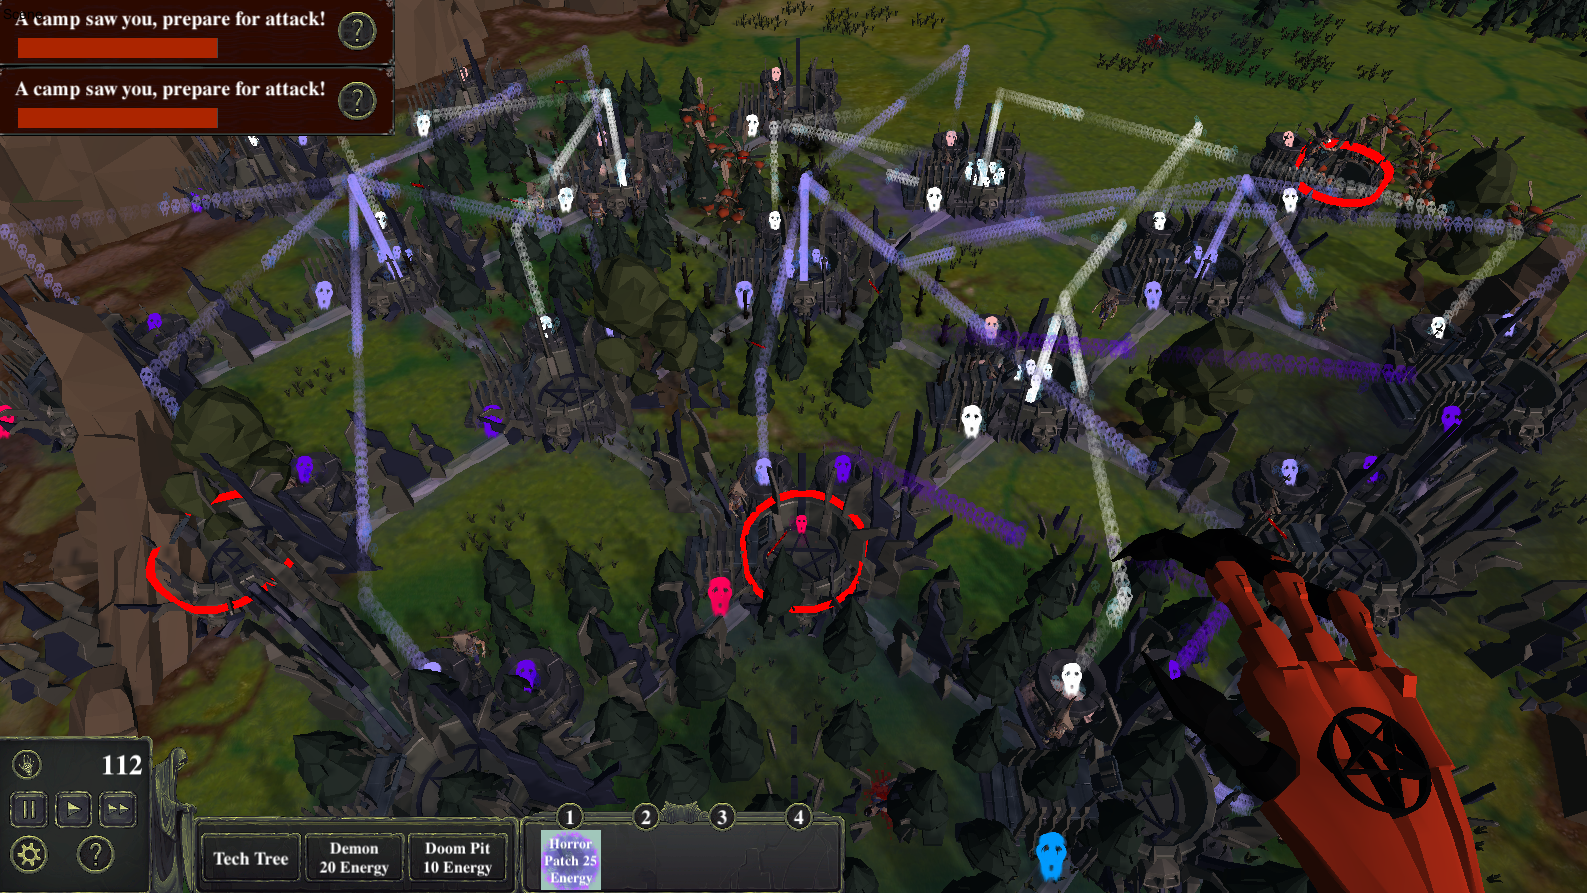 A camp saw you, prepare for attack!
?
A camp saw you, prepare for attack!
?
112
?
Tech Tree
Demon
20 Energy
Doom Pit
10 Energy
1
2
3
4
Horror
Patch 25
Energy